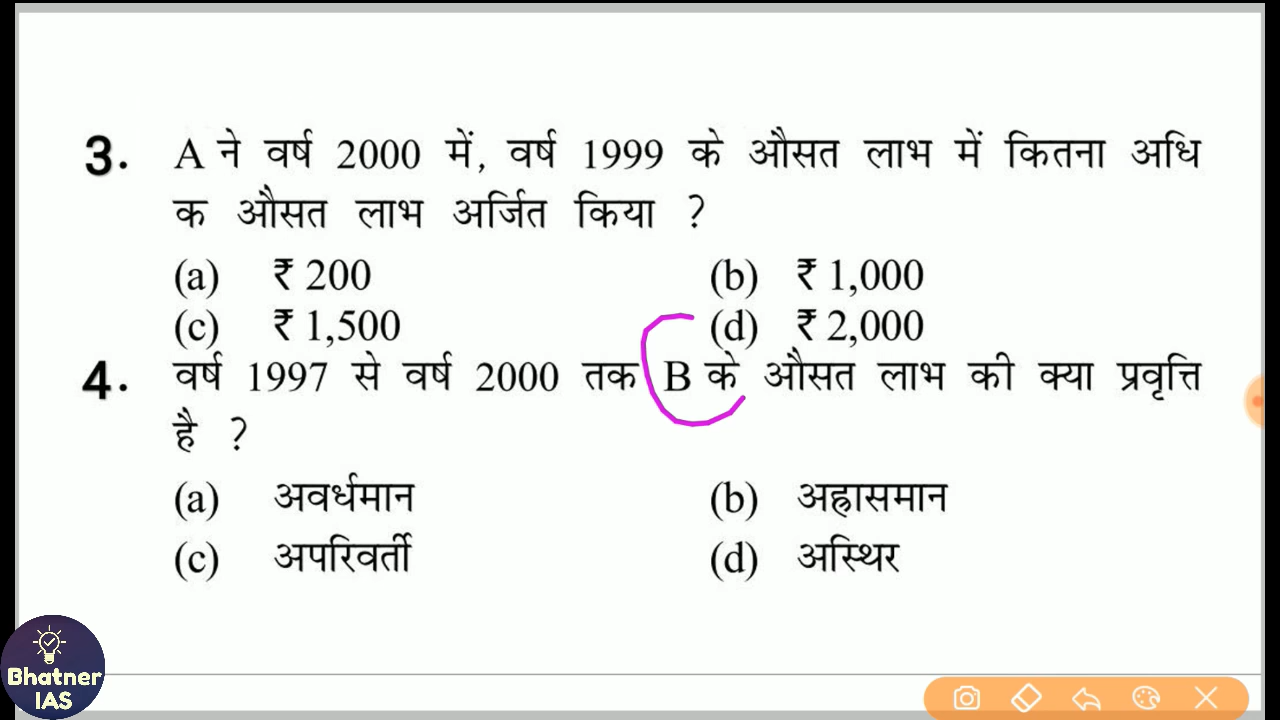 3. A ने वर्ष 2000 में, वर्ष 1999 के औसत लाभ में कितना अधि
क औसत लाभ अर्जित किया ?
(a) ₹ 200 (b) ₹ 1,000
(c) ₹ 1,500 (d) ₹ 2,000
4. वर्ष 1997 से वर्ष 2000 तक B के औसत लाभ की क्या प्रवृत्ति
है ?
(a) अवर्धमान (b) अह्रासमान
(c) अपरिवर्ती (d) अस्थिर
Bhatner
IAS